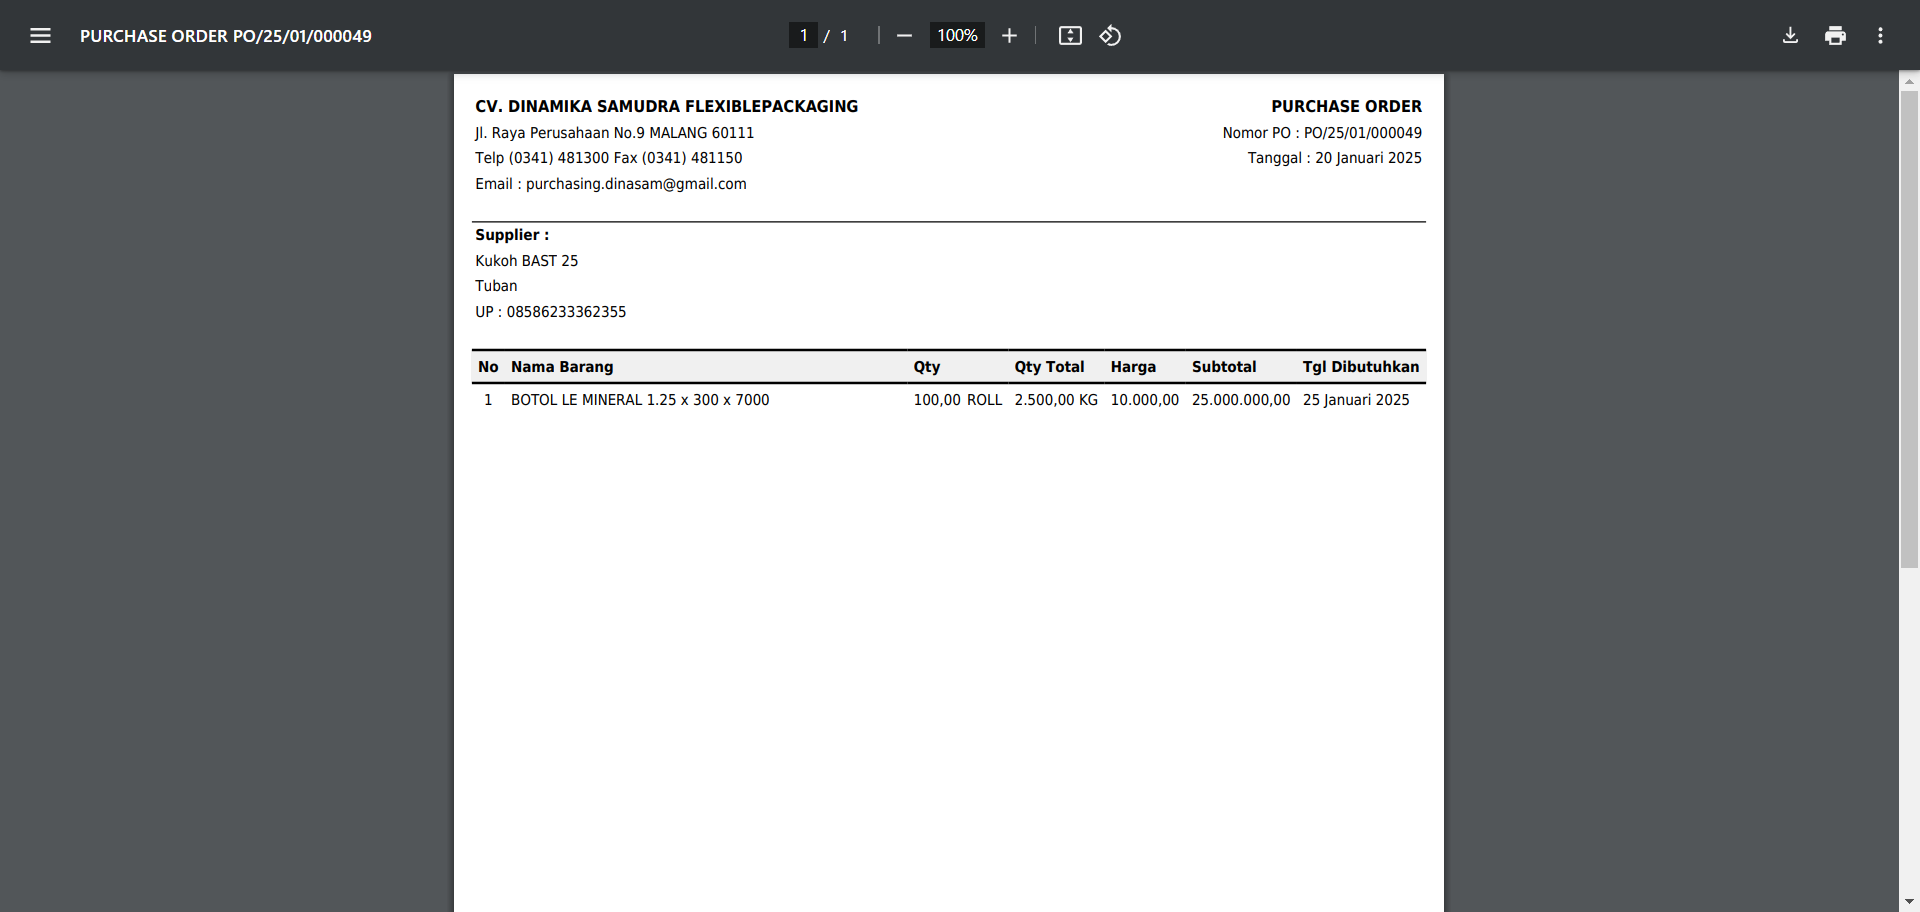 PURCHASE ORDER PO/25/01/000049
1 / 1
100%
CV. DINAMIKA SAMUDRA FLEXIBLEPACKAGING
Jl. Raya Perusahaan No.9 MALANG 60111
Telp (0341) 481300 Fax (0341) 481150
Email : purchasing.dinasam@gmail.com
PURCHASE ORDER
Nomor PO : PO/25/01/000049
Tanggal : 20 Januari 2025
Supplier :
Kukoh BAST 25
Tuban
UP : 08586233362355
No Nama Barang Qty Qty Total Harga Subtotal Tgl Dibutuhkan
1 BOTOL LE MINERAL 1.25 x 300 x 7000 100,00 ROLL 2.500,00 KG 10.000,00 25.000.000,00 25 Januari 2025